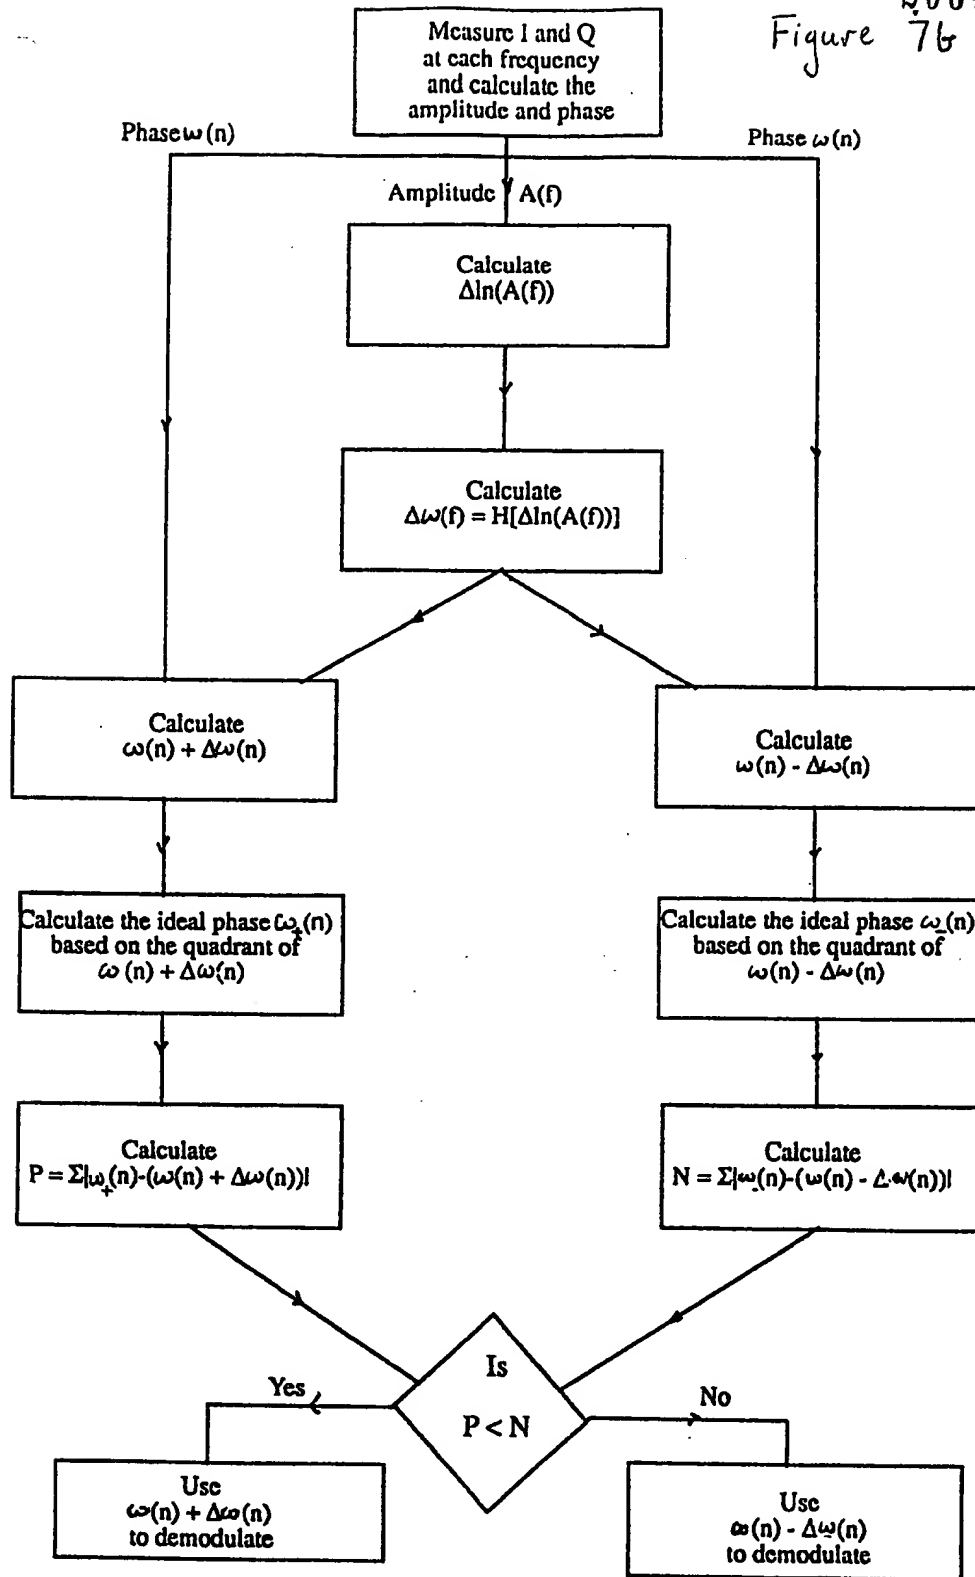 Figure 7b
Measure I and Q
at each frequency
and calculate the
amplitude and phase
Phase ω(n)
Phase ω(n)
Amplitude A(f)
Calculate
Δln(A(f))
Calculate
Δω(f) = H[Δln(A(f))]
Calculate
ω(n) + Δω(n)
Calculate
ω(n) - Δω(n)
Calculate the ideal phase ω₊(n)
based on the quadrant of
ω(n) + Δω(n)
Calculate the ideal phase ω₋(n)
based on the quadrant of
ω(n) - Δω(n)
Calculate
P = Σ|ω₊(n)-(ω(n) + Δω(n))|
Calculate
N = Σ|ω₋(n)-(ω(n) - Δω(n))|
Is
P < N
Yes
No
Use
ω(n) + Δω(n)
to demodulate
Use
ω(n) - Δω(n)
to demodulate